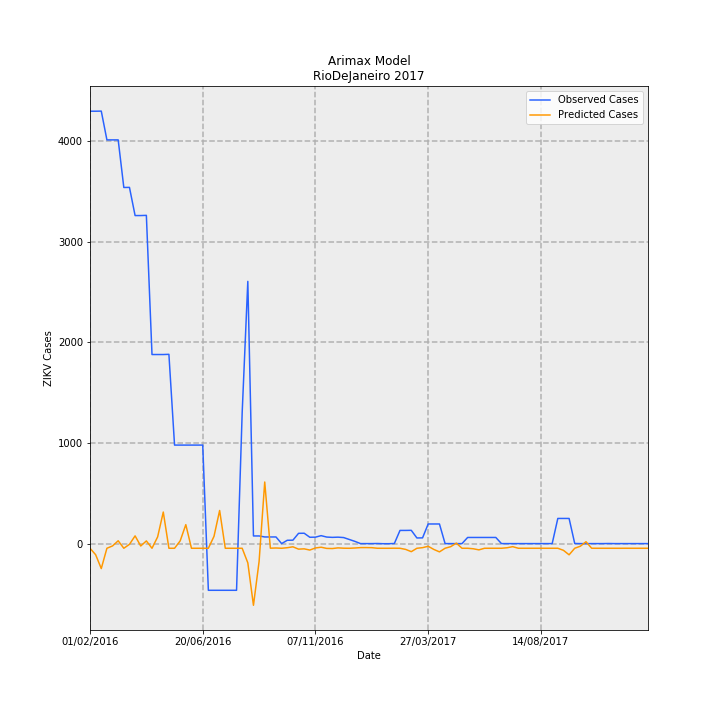 Arimax Model
RioDeJaneiro 2017
Observed Cases
Predicted Cases
ZIKV Cases
4000
3000
2000
1000
0
01/02/2016
20/06/2016
07/11/2016
27/03/2017
14/08/2017
Date